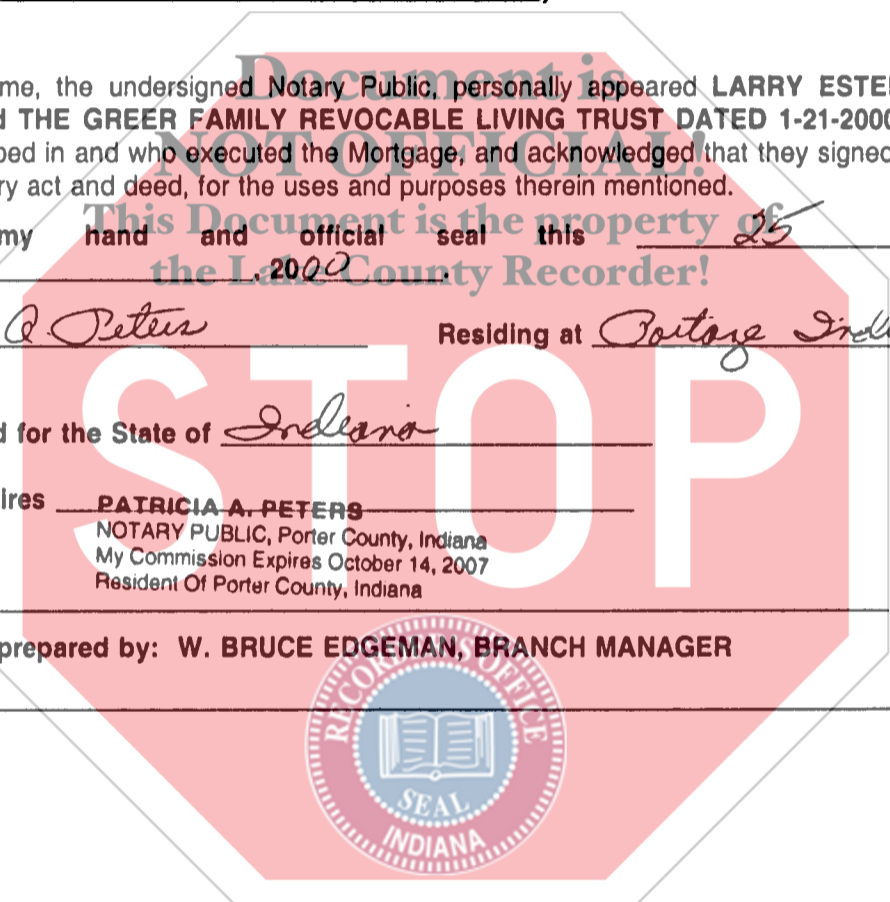 me, the undersigned Notary Public, personally appeared LARRY ESTE
THE GREER FAMILY REVOCABLE LIVING TRUST DATED 1-21-2000
bed in and who executed the Mortgage, and acknowledged that they signed
ry act and deed, for the uses and purposes therein mentioned.
my hand and official seal this 25
, 2000.
Document is
NOT OFFICIAL!
This Document is the property of
the Lake County Recorder!
A. Peters Residing at Portage
STOP
for the State of Indiana
ires PATRICIA A. PETERS
NOTARY PUBLIC, Porter County, Indiana
My Commission Expires October 14, 2007
Resident Of Porter County, Indiana
prepared by: W. BRUCE EDGEMAN, BRANCH MANAGER
RECORDER'S OFFICE
SEAL
INDIANA